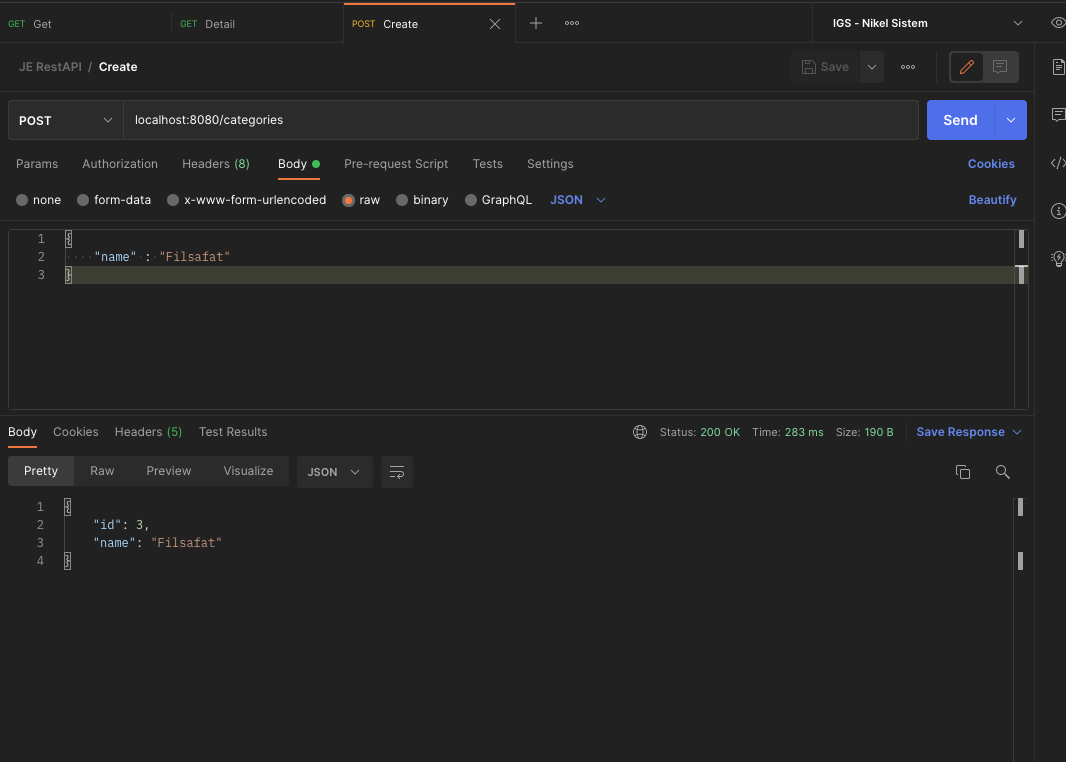 GET Get GET Detail POST Create IGS - Nikel Sistem
JE RestAPI / Create Save
POST localhost:8080/categories Send
Params Authorization Headers (8) Body Pre-request Script Tests Settings Cookies
none form-data x-www-form-urlencoded raw binary GraphQL JSON Beautify
1 {
2 ····"name"·:·"Filsafat"
3 }
Body Cookies Headers (5) Test Results Status: 200 OK Time: 283 ms Size: 190 B Save Response
Pretty Raw Preview Visualize JSON
1 {
2 "id": 3,
3 "name": "Filsafat"
4 }